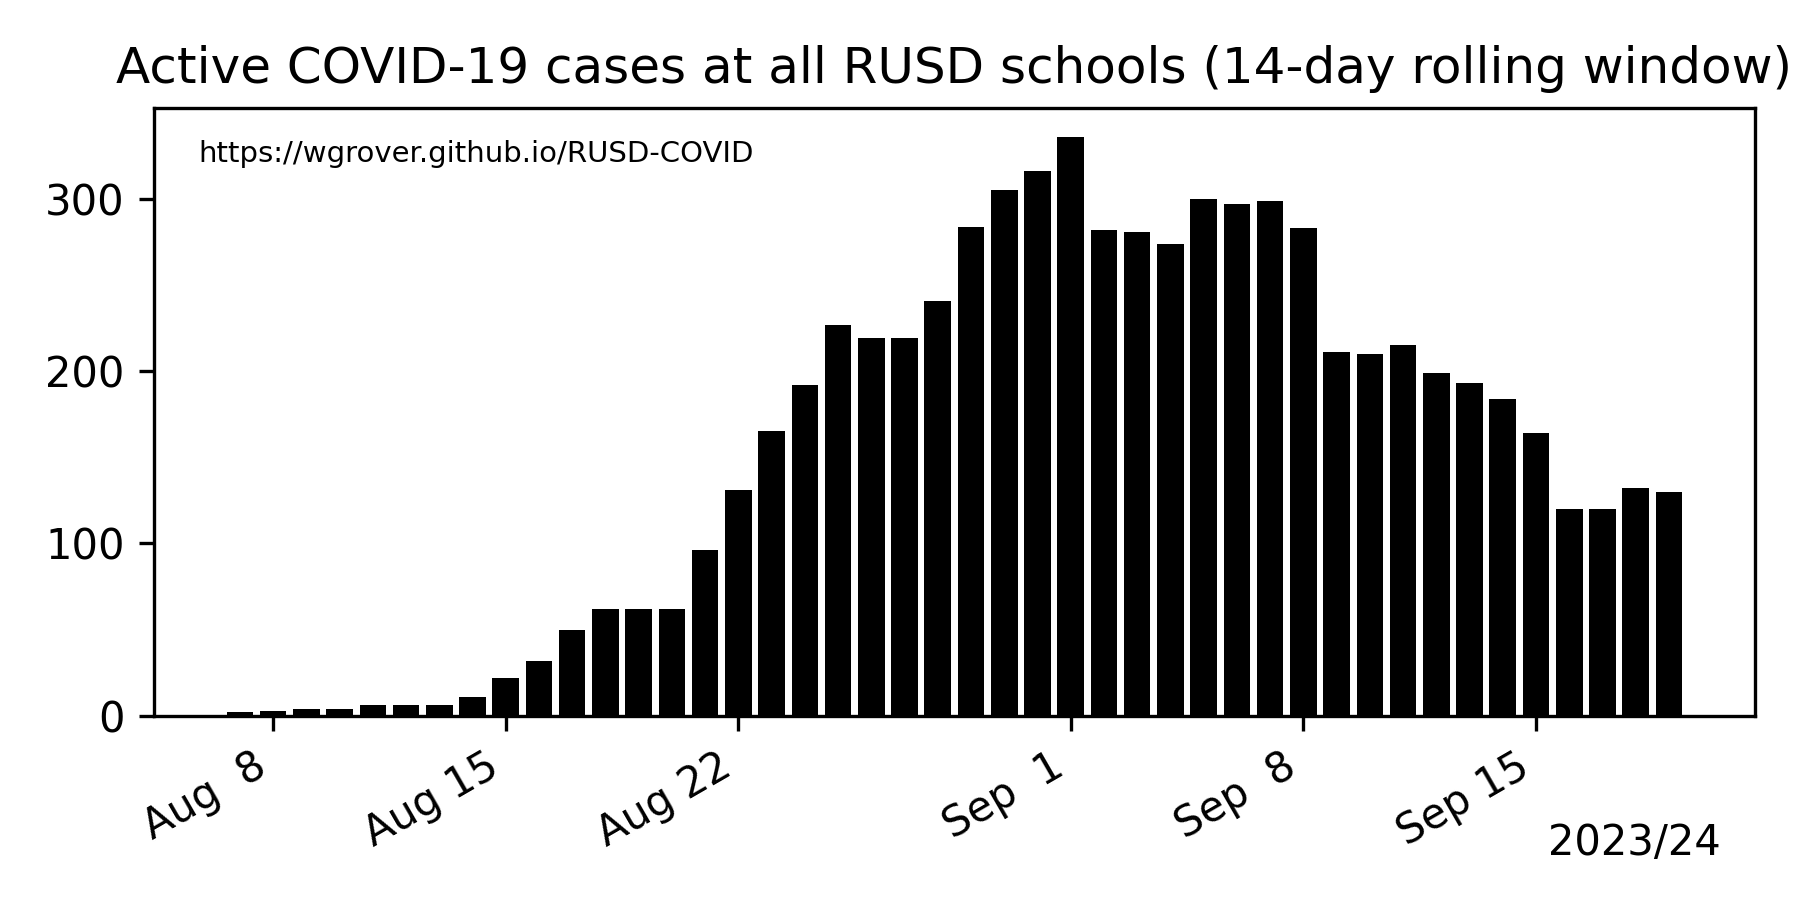 Active COVID-19 cases at all RUSD schools (14-day rolling window)
https://wgrover.github.io/RUSD-COVID
300
200
100
0
Aug 8
Aug 15
Aug 22
Sep 1
Sep 8
Sep 15
2023/24